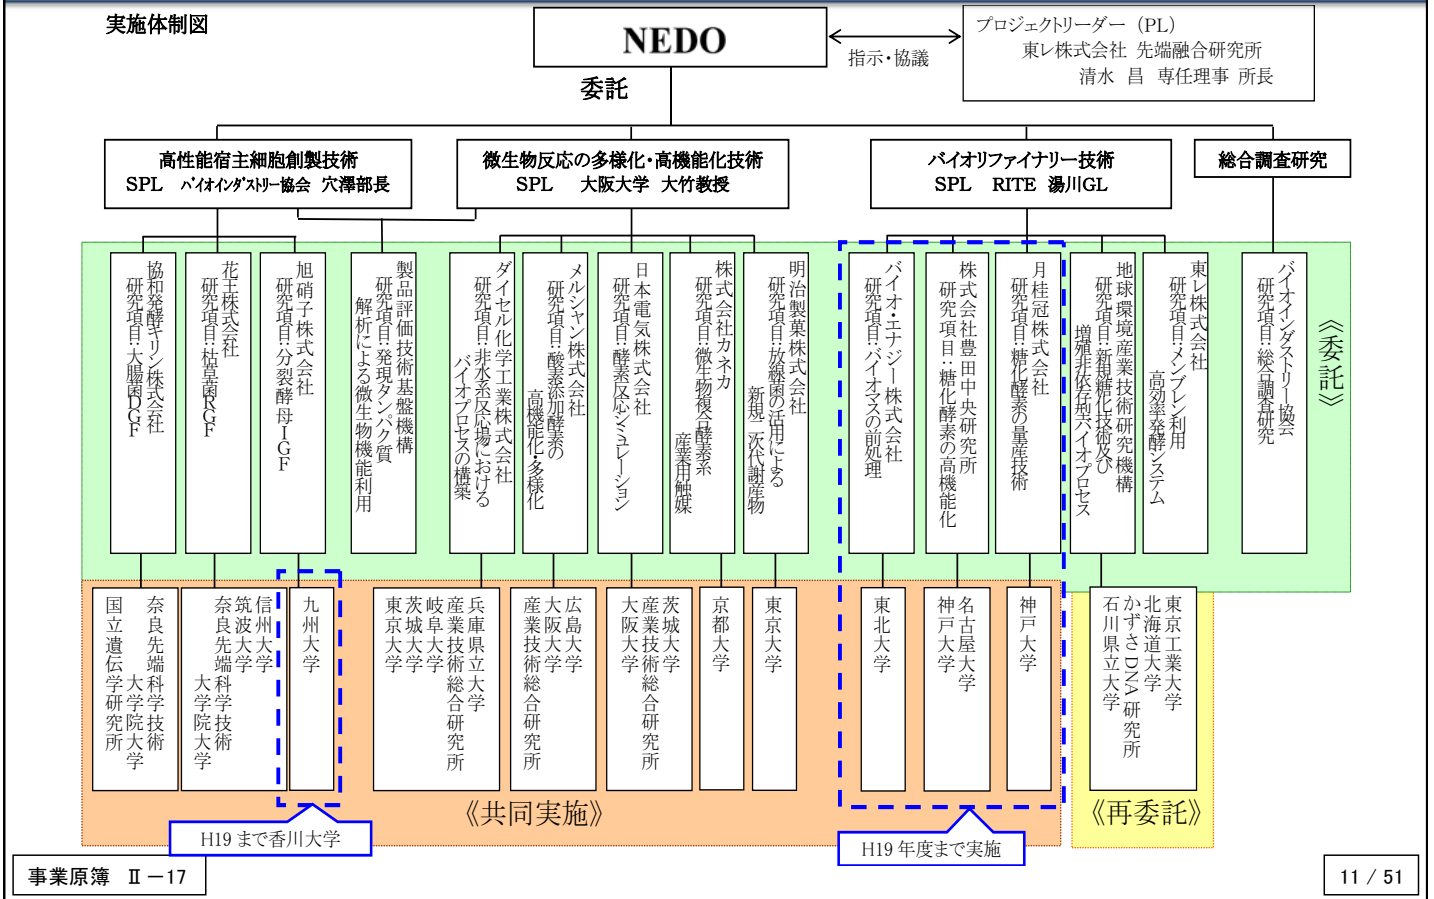 実施体制図
NEDO
指示・協議
プロジェクトリーダー（PL）
東レ株式会社 先端融合研究所
清水 昌 専任理事 所長
委託
高性能宿主細胞創製技術
SPL バイオインダストリー協会 穴澤部長
微生物反応の多様化・高機能化技術
SPL 大阪大学 大竹教授
バイオリファイナリー技術
SPL RITE 湯川GL
総合調査研究
協和発酵キリン株式会社
研究項目：大腸菌DGF
花王株式会社
研究項目：枯草菌RGF
旭硝子株式会社
研究項目：分裂酵母IGF
製品評価技術基盤機構
研究項目：発現タンパク質
解析による微生物機能利用
ダイセル化学工業株式会社
研究項目：非水系反応場における
バイオプロセスの構築
メルシャン株式会社
研究項目：酸素添加酵素の
高機能化・多様化
日本電気株式会社
研究項目：酵素反応シミュレーション
株式会社カネカ
研究項目：微生物複合酵素系
産業用触媒
明治製菓株式会社
研究項目：放線菌の活用による
新規二次代謝産物
バイオ・エナジー株式会社
研究項目：バイオマスの前処理
株式会社豊田中央研究所
研究項目：糖化酵素の高機能化
月桂冠株式会社
研究項目：糖化酵素の量産技術
地球環境産業技術研究機構
研究項目：新規糖化技術及び
増殖非依存型バイオプロセス
東レ株式会社
研究項目：メンブレン利用
高効率発酵システム
バイオインダストリー協会
研究項目：総合調査研究
《委託》
奈良先端科学技術
大学院大学
国立遺伝学研究所
信州大学
筑波大学
奈良先端科学技術
大学院大学
九州大学
兵庫県立大学
産業技術総合研究所
岐阜大学
茨城大学
東京大学
広島大学
大阪大学
産業技術総合研究所
茨城大学
産業技術総合研究所
大阪大学
京都大学
東京大学
東北大学
名古屋大学
神戸大学
神戸大学
東京工業大学
北海道大学
かずさDNA研究所
石川県立大学
《共同実施》
《再委託》
H19 まで香川大学
H19 年度まで実施
事業原簿 Ⅱ－17
11 / 51